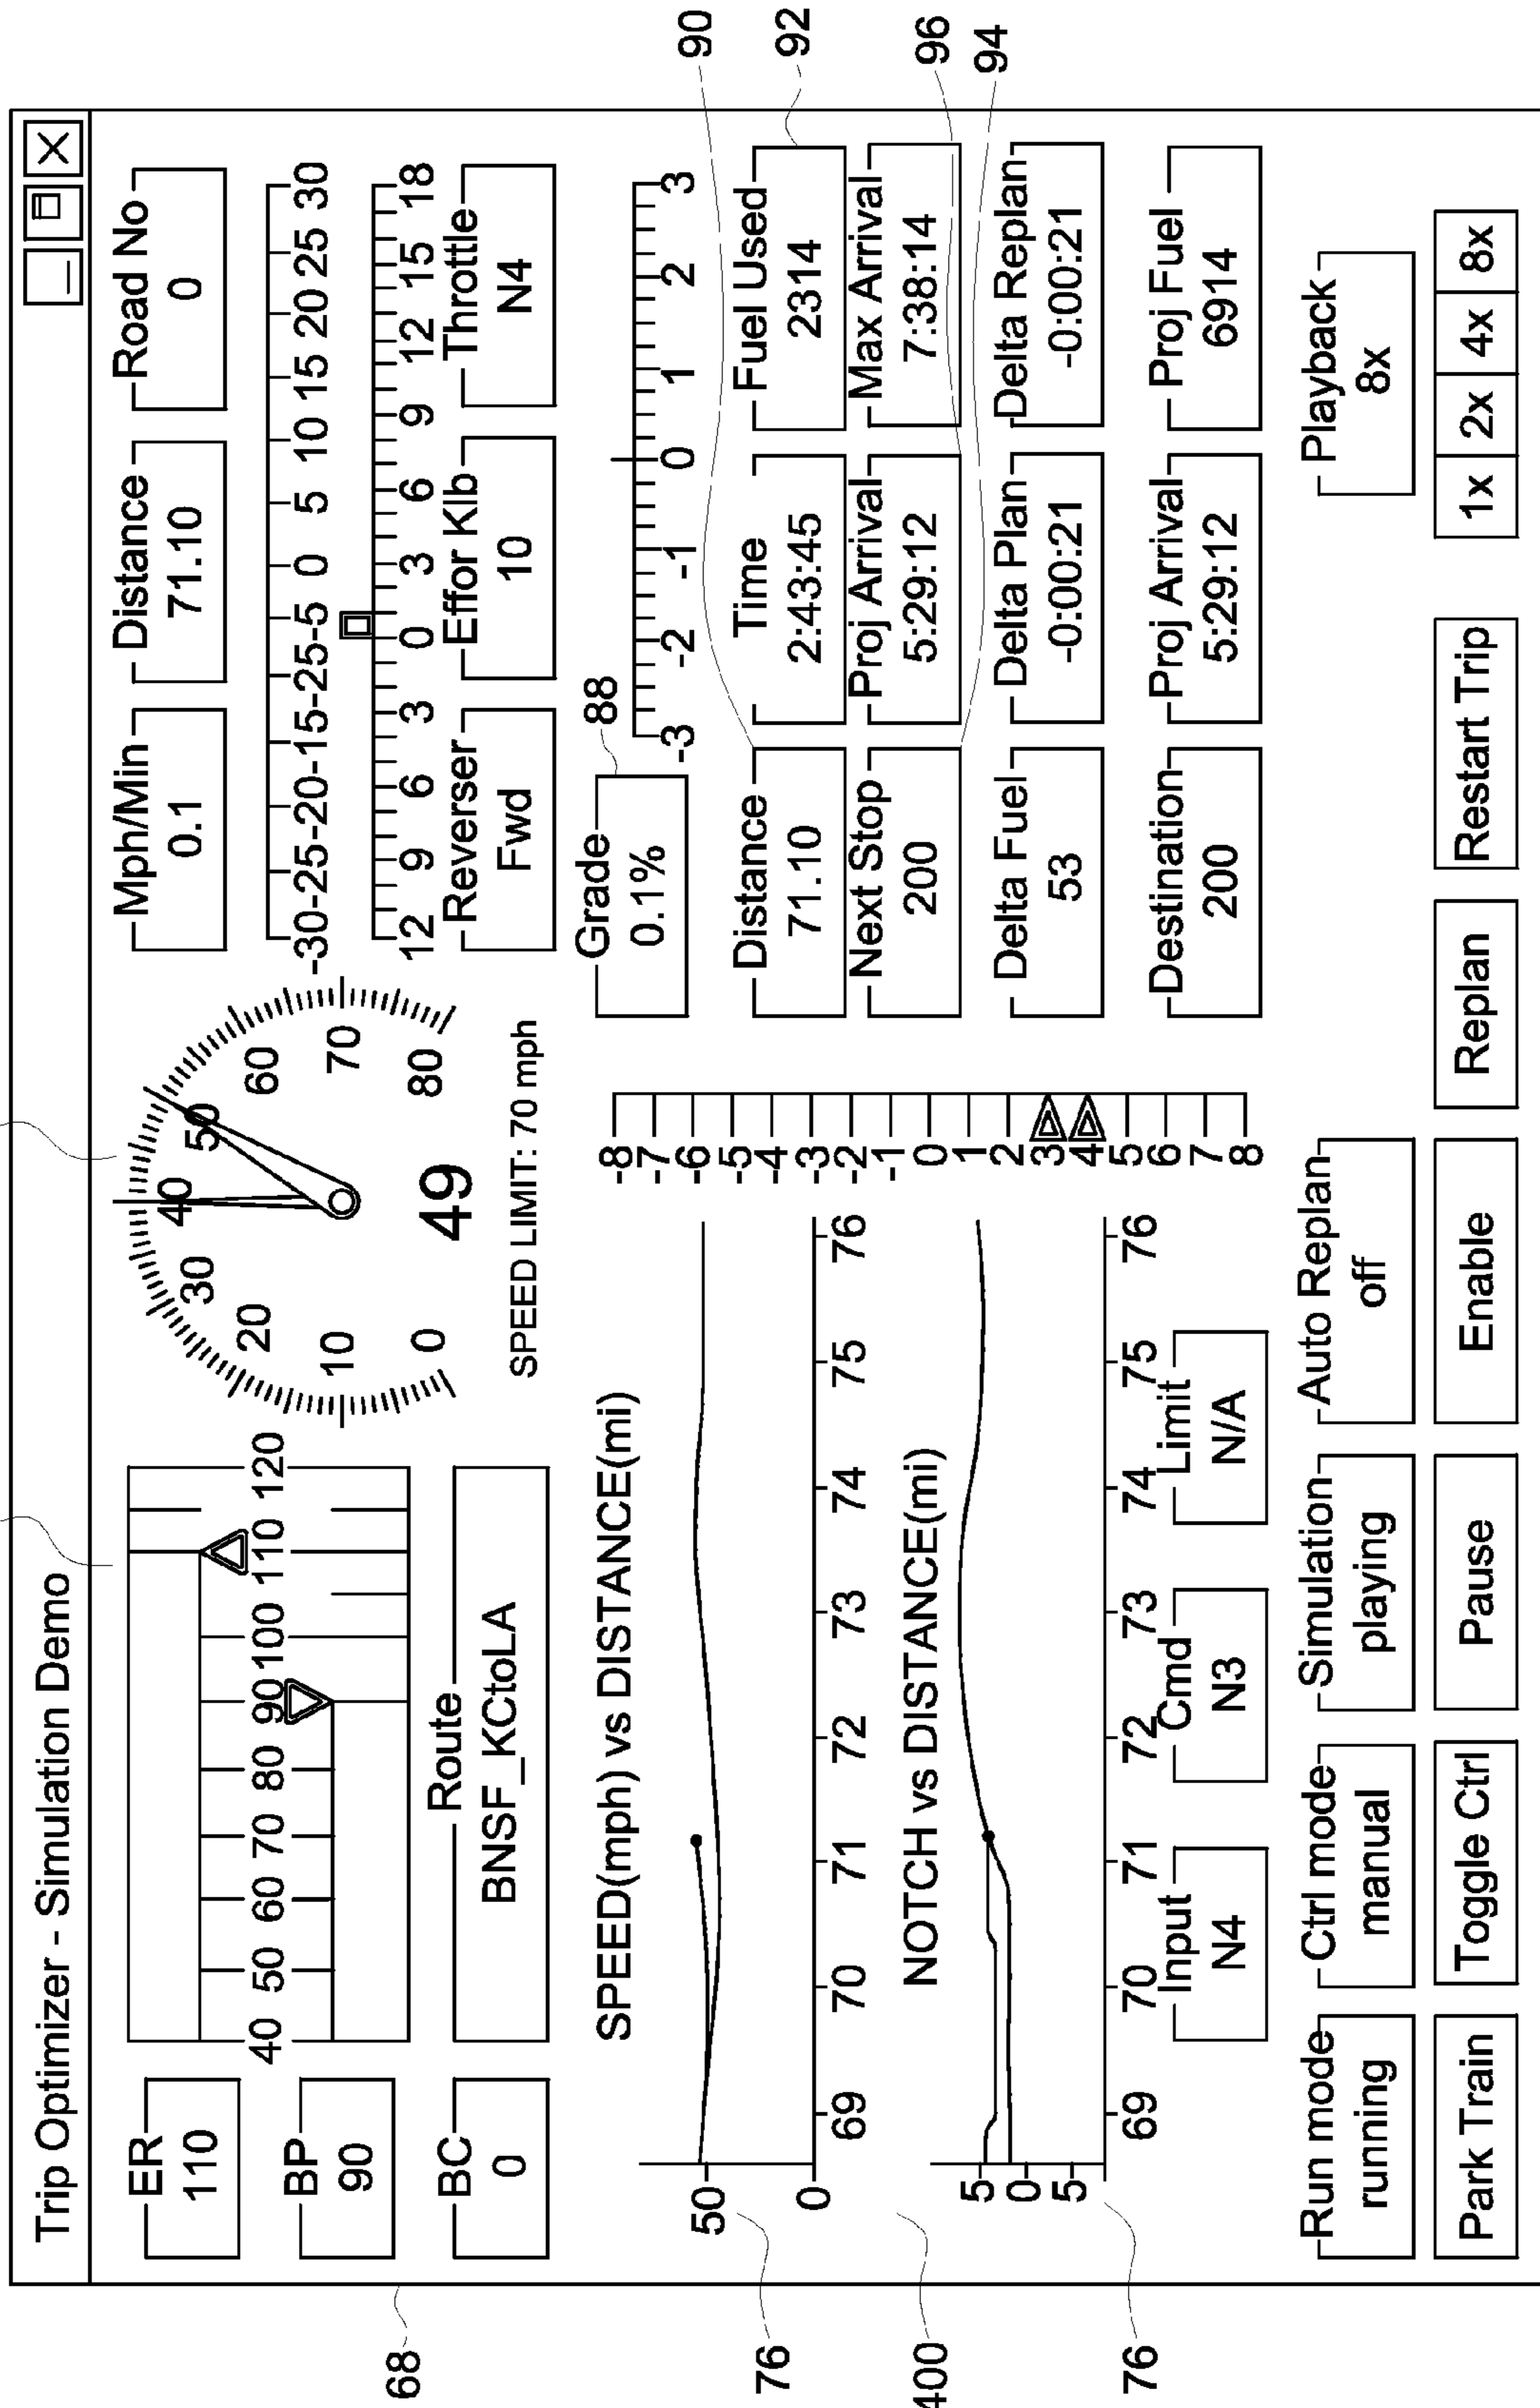 Trip Optimizer - Simulation Demo
ER
110
BP
90
BC
0
40 50 60 70 80 90 100 110 120
Route
BNSF_KCtoLA
0 10 20 30 40 50 60 70 80
49
SPEED LIMIT: 70 mph
Mph/Min
0.1
Distance
71.10
Road No
0
-30-25-20-15-25-5 0 5 10 15 20 25 30
12 9 6 3 0 3 6 9 12 15 18
Reverser
Fwd
Effor Klb
10
Throttle
N4
Grade
0.1%
88
-3 -2 -1 0 1 2 3
SPEED(mph) vs DISTANCE(mi)
50
0
69 70 71 72 73 74 75 76
NOTCH vs DISTANCE(mi)
5
0
5
69 70 71 72 73 74 75 76
-8
-7
-6
-5
-4
-3
-2
-1
0
1
2
3
4
5
6
7
8
Input
N4
Cmd
N3
Limit
N/A
Distance
71.10
Time
2:43:45
Fuel Used
2314
Next Stop
200
Proj Arrival
5:29:12
Max Arrival
7:38:14
Delta Fuel
53
Delta Plan
-0:00:21
Delta Replan
-0:00:21
Destination
200
Proj Arrival
5:29:12
Proj Fuel
6914
Run mode
running
Ctrl mode
manual
Simulation
playing
Auto Replan
off
Playback
8x
Park Train
Toggle Ctrl
Pause
Enable
Replan
Restart Trip
1x 2x 4x 8x
68
76
400
76
90
92
96
94